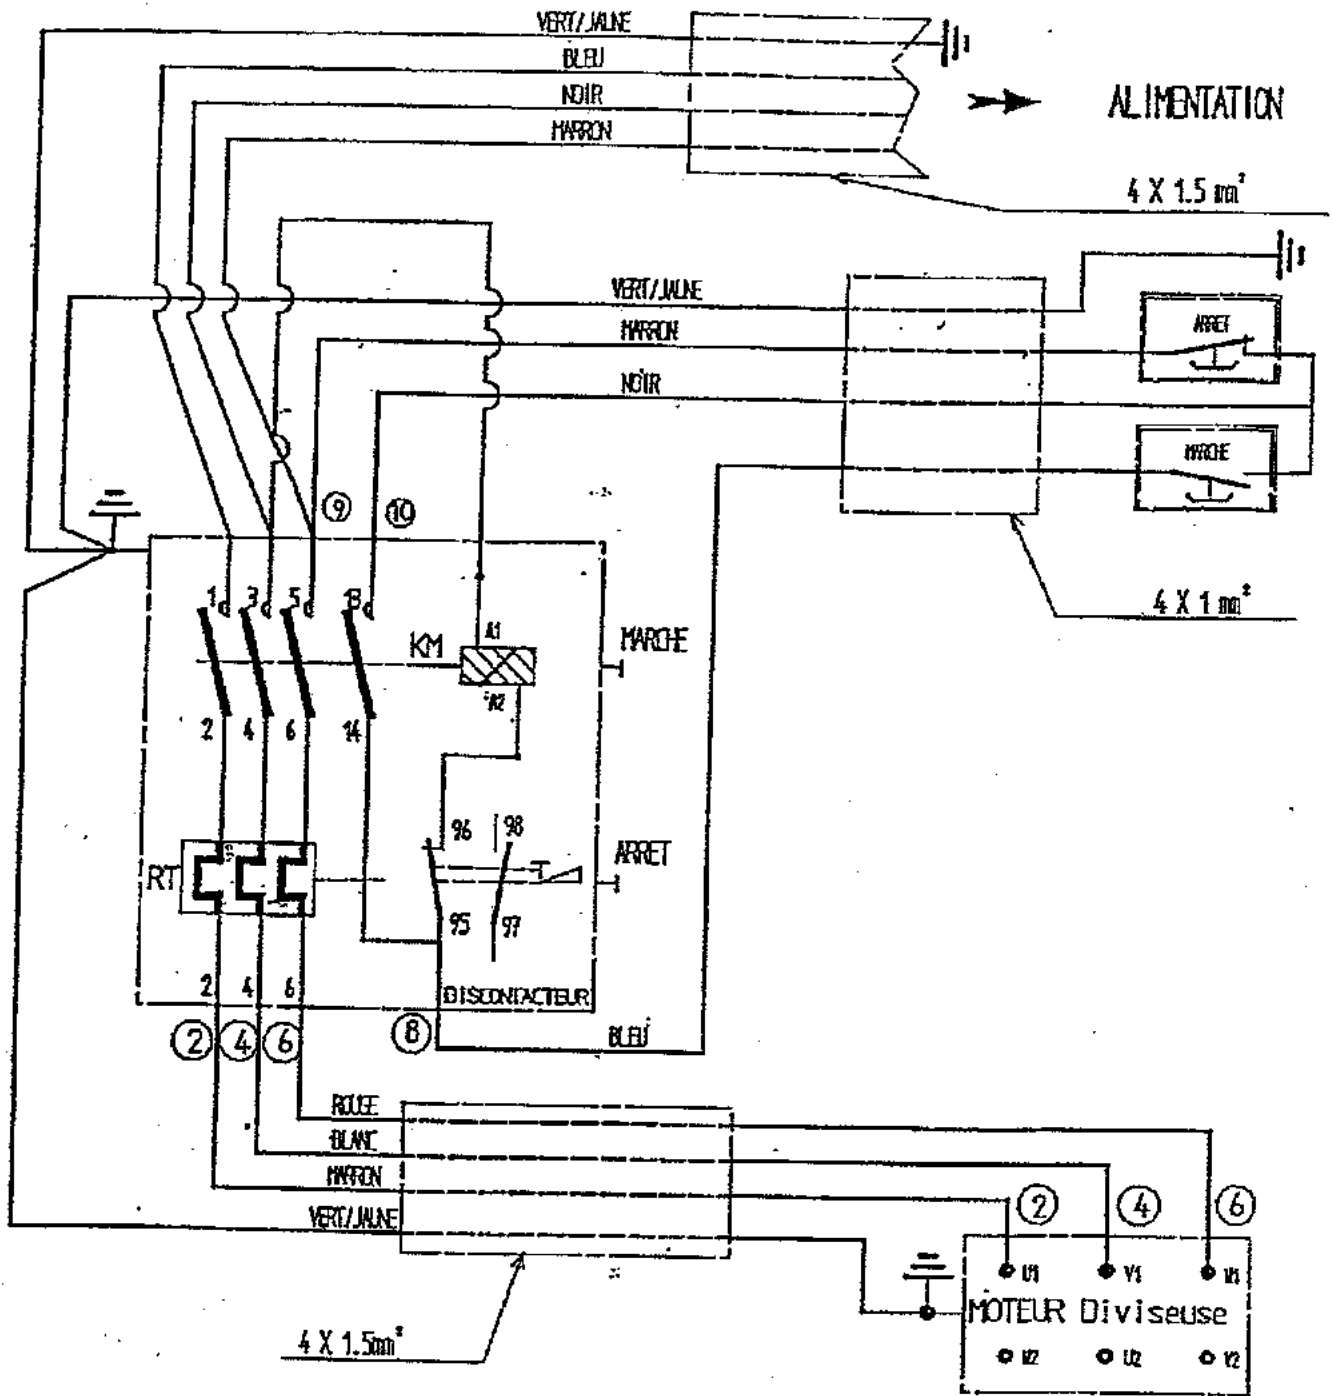 VERT/JAUNE
BLEU
NOIR
MARRON
ALIMENTATION
4 X 1.5 mm²
VERT/JAUNE
MARRON
NOIR
ARRET
MARCHE
9
10
4 X 1 mm²
1 3 5 13
KM
A1
A2
MARCHE
2 4 6 14
96 98
RT
ARRET
95 97
2 4 6
DISCONTACTEUR
2 4 6 8
BLEU
ROUGE
BLANC
MARRON
VERT/JAUNE
2 4 6
U1 V1 W1
MOTEUR Diviseuse
W2 U2 V2
4 X 1.5mm²